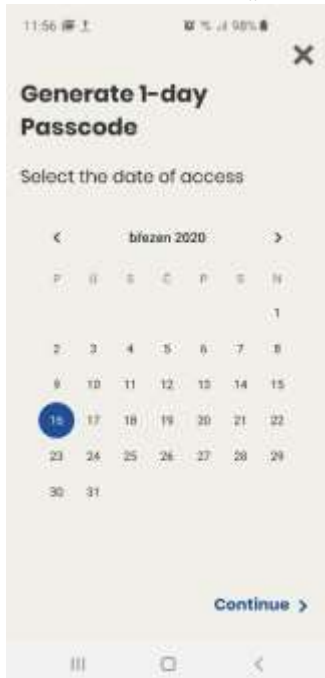 11:56 98%
Generate 1-day
Passcode
Select the date of access
březen 2020
P Ú S Č P S N
1
2 3 4 5 6 7 8
9 10 11 12 13 14 15
16 17 18 19 20 21 22
23 24 25 26 27 28 29
30 31
Continue